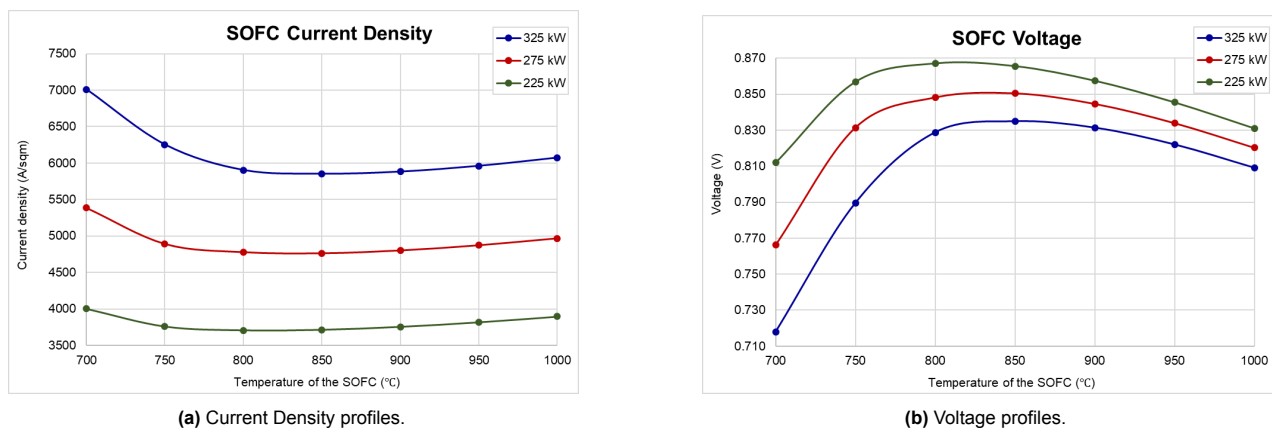 SOFC Current Density
325 kW
275 kW
225 kW
7500
7000
6500
6000
5500
5000
4500
4000
3500
Current density (A/sqm)
700 750 800 850 900 950 1000
Temperature of the SOFC (℃)
(a) Current Density profiles.
SOFC Voltage
325 kW
275 kW
225 kW
0.870
0.850
0.830
0.810
0.790
0.770
0.750
0.730
0.710
Voltage (V)
700 750 800 850 900 950 1000
Temperature of the SOFC (℃)
(b) Voltage profiles.